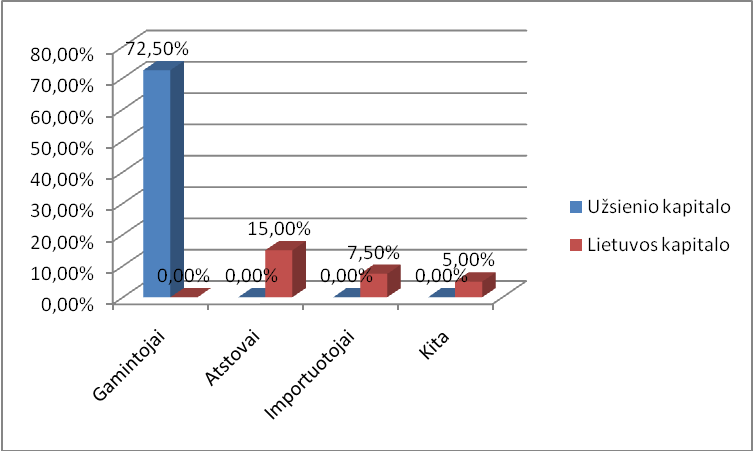 80,00%
70,00%
60,00%
50,00%
40,00%
30,00%
20,00%
10,00%
0,00%
72,50%
0,00%
0,00%
15,00%
0,00%
7,50%
0,00%
5,00%
Gamintojai
Atstovai
Importuotojai
Kita
Užsienio kapitalo
Lietuvos kapitalo